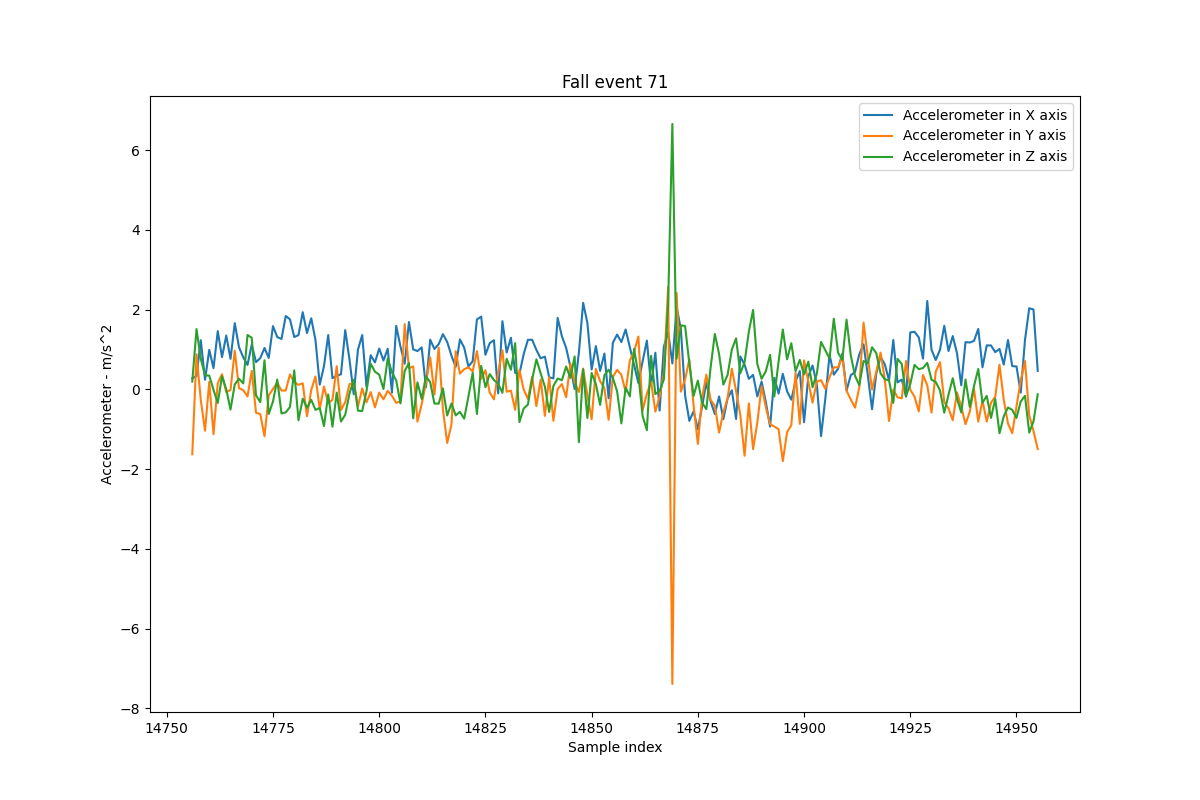 Fall event 71
Accelerometer in X axis
Accelerometer in Y axis
Accelerometer in Z axis
Accelerometer - m/s^2
6
4
2
0
−2
−4
−6
−8
14750 14775 14800 14825 14850 14875 14900 14925 14950
Sample index